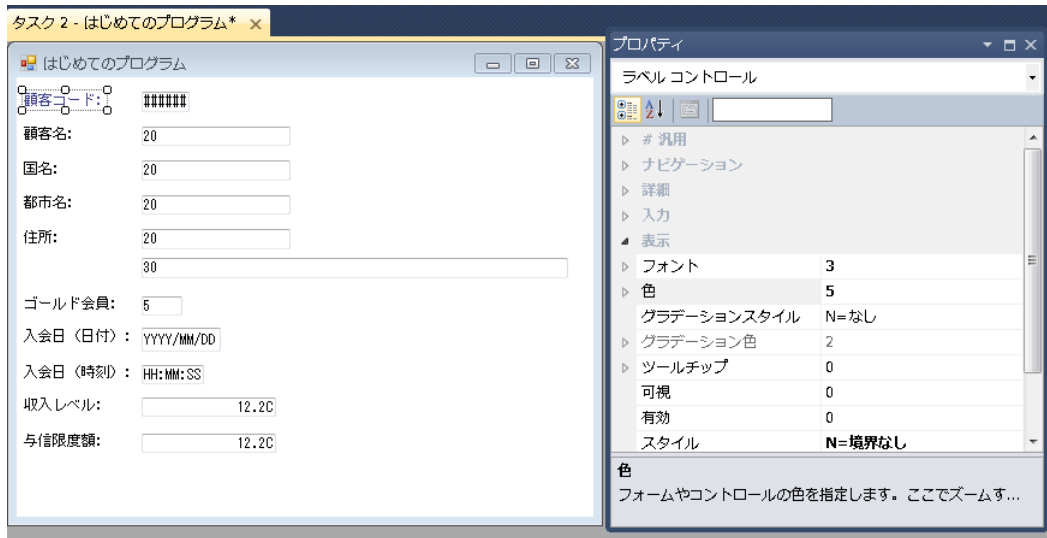 タスク 2 - はじめてのプログラム*
はじめてのプログラム
顧客コード: ######
顧客名: 20
国名: 20
都市名: 20
住所: 20
30
ゴールド会員: 5
入会日（日付）: YYYY/MM/DD
入会日（時刻）: HH:MM:SS
収入レベル: 12.2C
与信限度額: 12.2C
プロパティ
ラベル コントロール
# 汎用
ナビゲーション
詳細
入力
表示
フォント 3
色 5
グラデーションスタイル N=なし
グラデーション色 2
ツールチップ 0
可視 0
有効 0
スタイル N=境界なし
色
フォームやコントロールの色を指定します。ここでズームす...